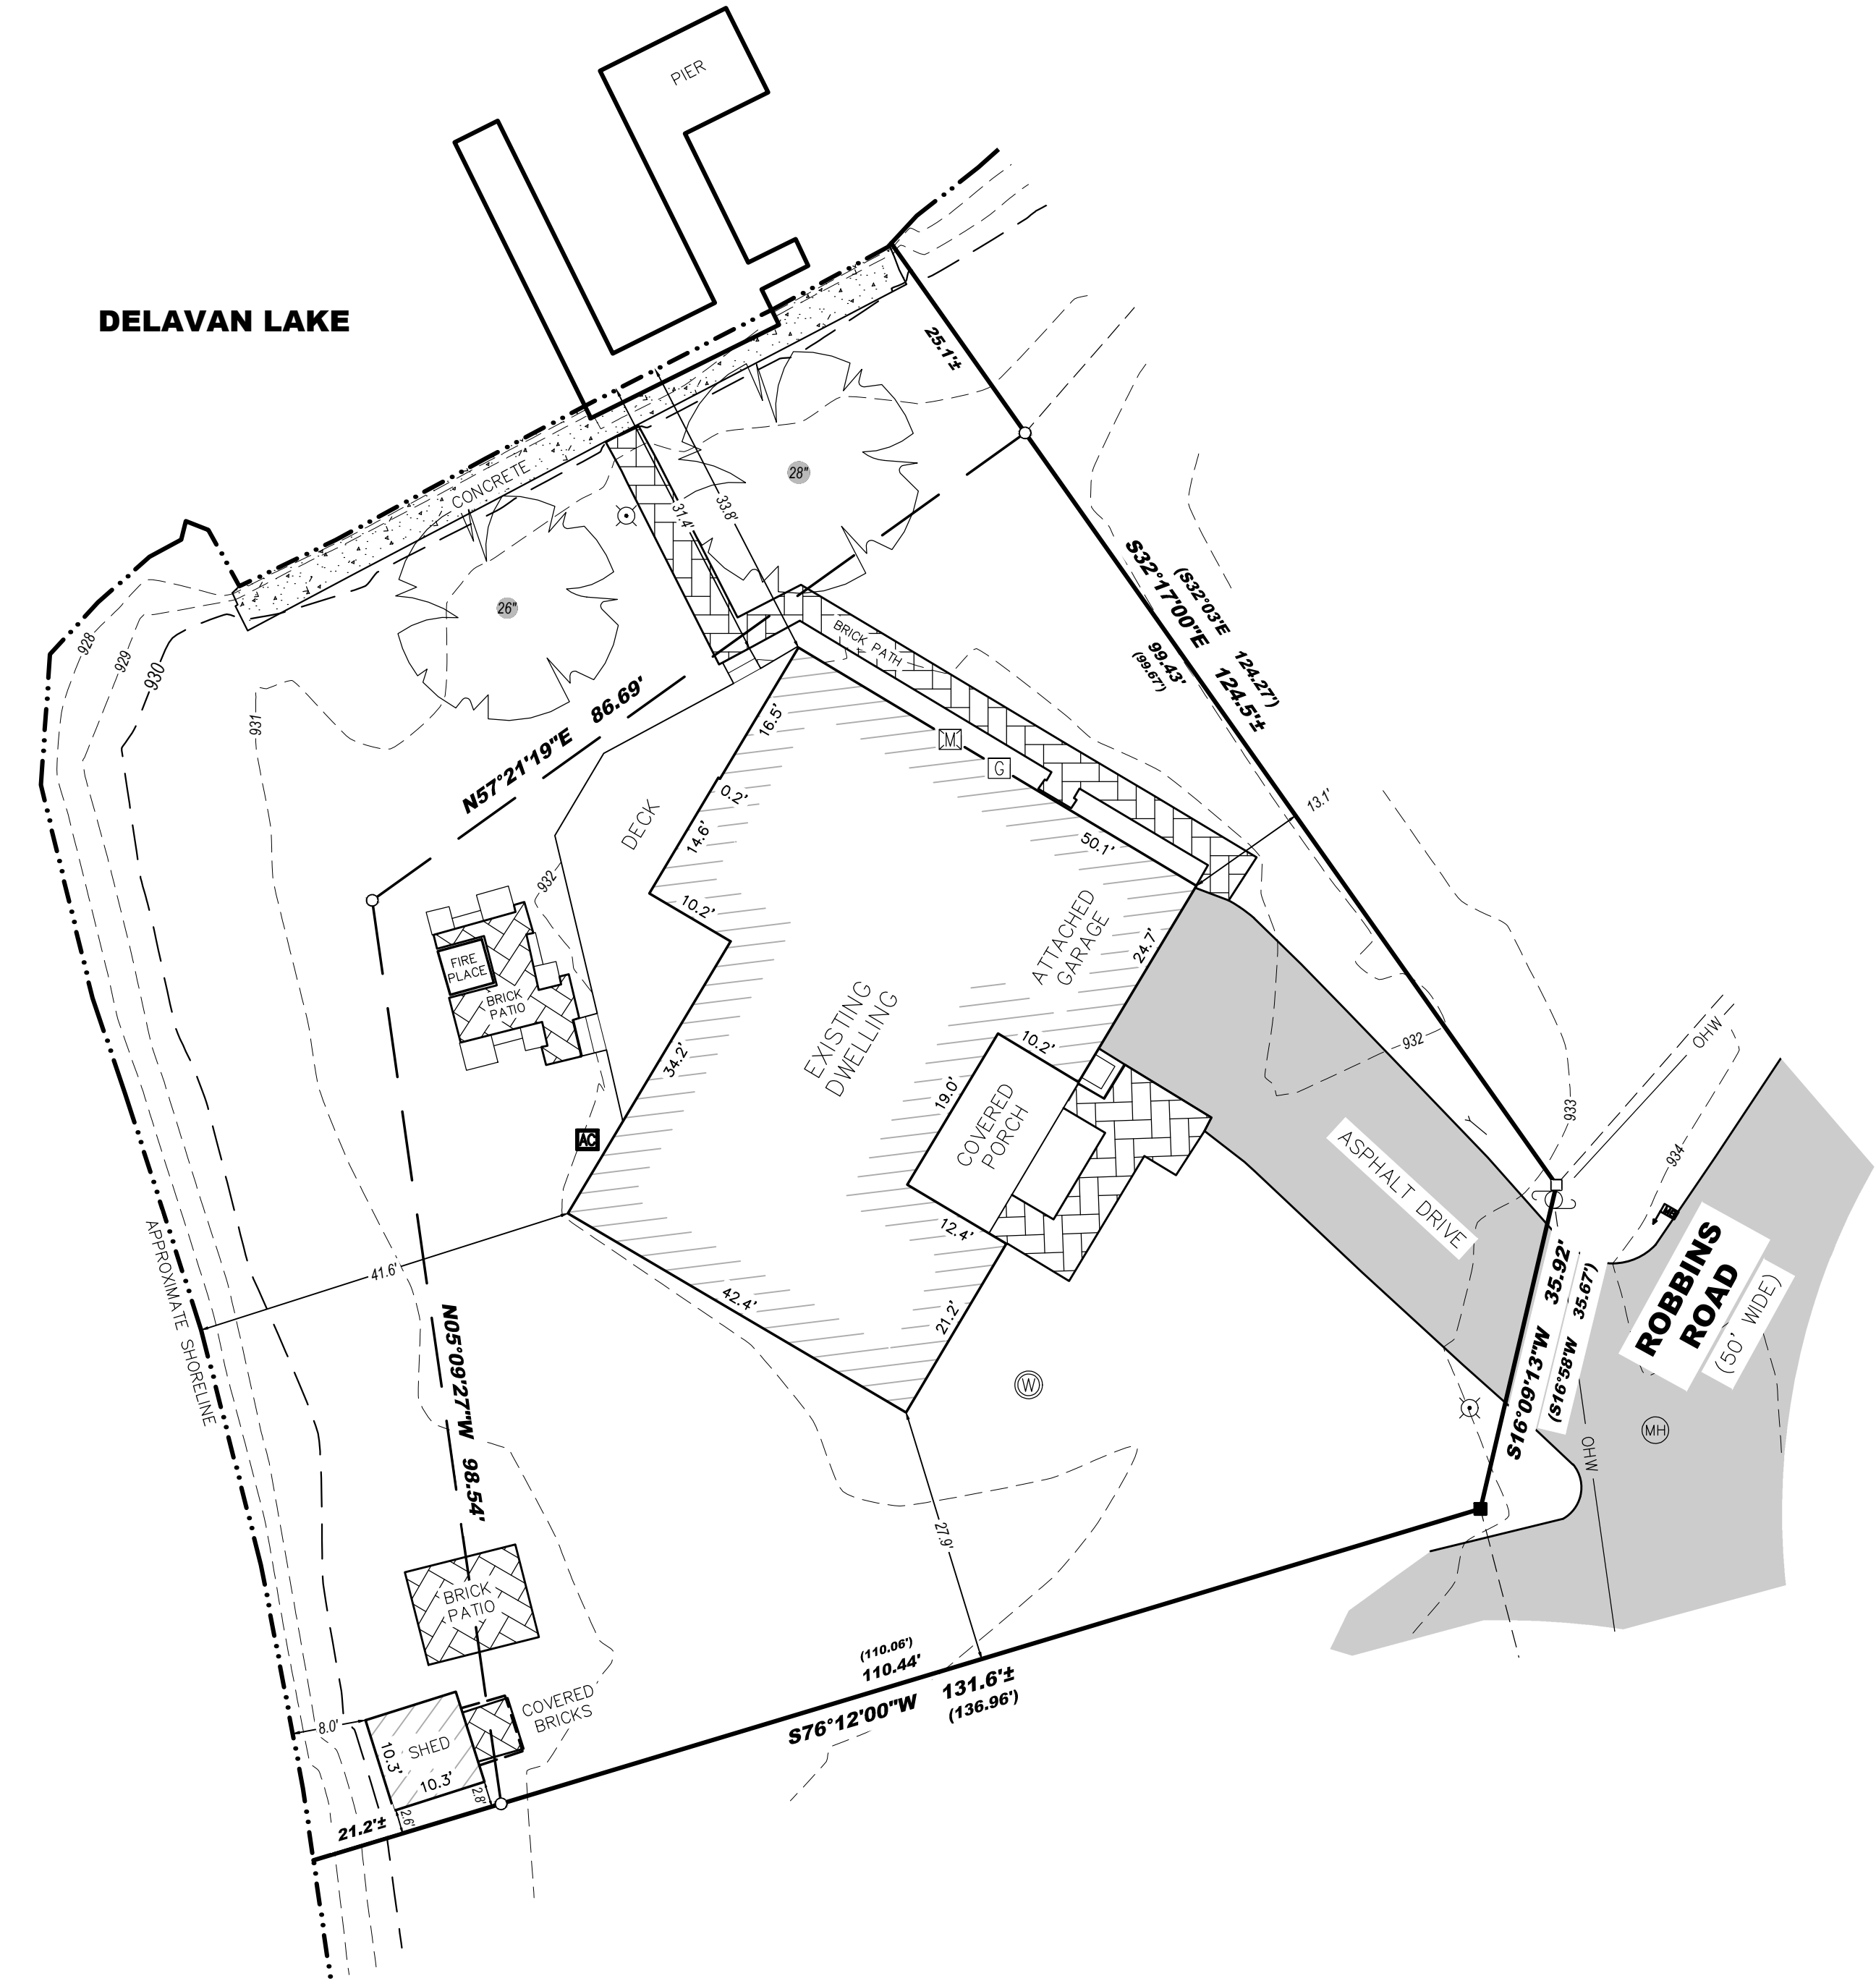 PIER
DELAVAN LAKE
25.1'±
CONCRETE
28"
26"
31.4'
33.8'
BRICK PATH
S32°17'00"E 124.5'±
(S32°03'E 124.27')
99.43'
(99.67')
928
929
930
931
N57°21'19"E 86.69'
16.5'
0.2'
14.6'
10.2'
DECK
932
M
G
50.1'
13.1'
FIRE
PLACE
BRICK
PATIO
34.2'
EXISTING
DWELLING
ATTACHED
GARAGE
24.7'
10.2'
19.0'
COVERED
PORCH
12.4'
AC
932
933
934
OHW
ASPHALT DRIVE
MB
ROBBINS
ROAD
(50' WIDE)
S16°09'13"W 35.92'
(S16°58'W 35.67')
MH
OHW
APPROXIMATE SHORELINE
41.6'
42.4'
21.2'
W
27.9'
N05°09'27"W 98.54'
BRICK
PATIO
COVERED
BRICKS
8.0'
SHED
10.3'
10.3'
2.8'
2.6'
21.2'±
(110.06')
110.44'
S76°12'00"W 131.6'±
(136.96')